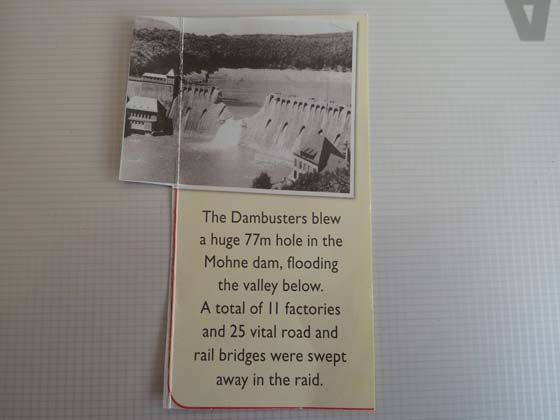 The Dambusters blew
a huge 77m hole in the
Mohne dam, flooding
the valley below.
A total of 11 factories
and 25 vital road and
rail bridges were swept
away in the raid.